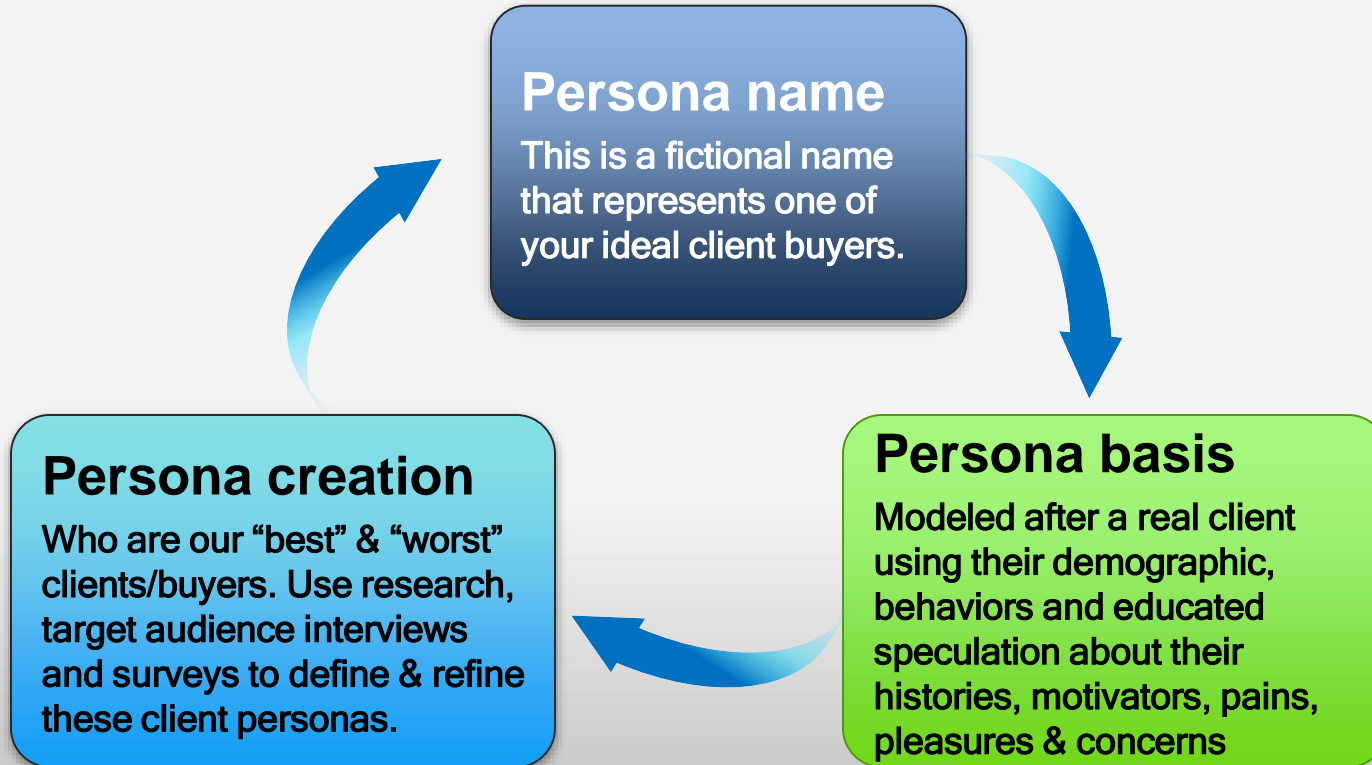 Persona name
This is a fictional name
that represents one of
your ideal client buyers.
Persona basis
Modeled after a real client
using their demographic,
behaviors and educated
speculation about their
histories, motivators, pains,
pleasures & concerns
Persona creation
Who are our “best” & “worst”
clients/buyers. Use research,
target audience interviews
and surveys to define & refine
these client personas.